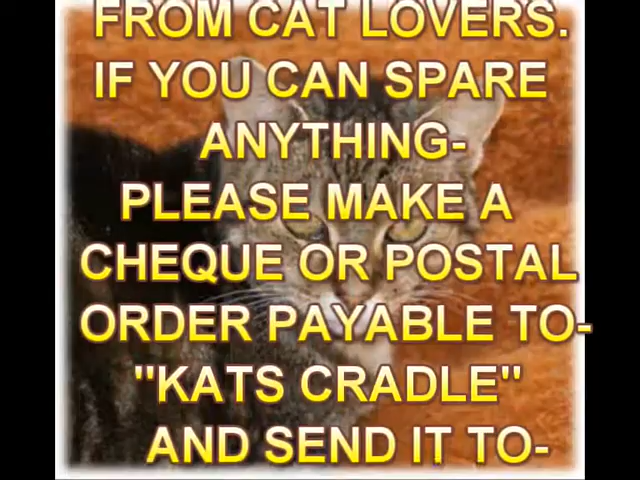 FROM CAT LOVERS.
IF YOU CAN SPARE
ANYTHING-
PLEASE MAKE A
CHEQUE OR POSTAL
ORDER PAYABLE TO-
"KATS CRADLE"
AND SEND IT TO-